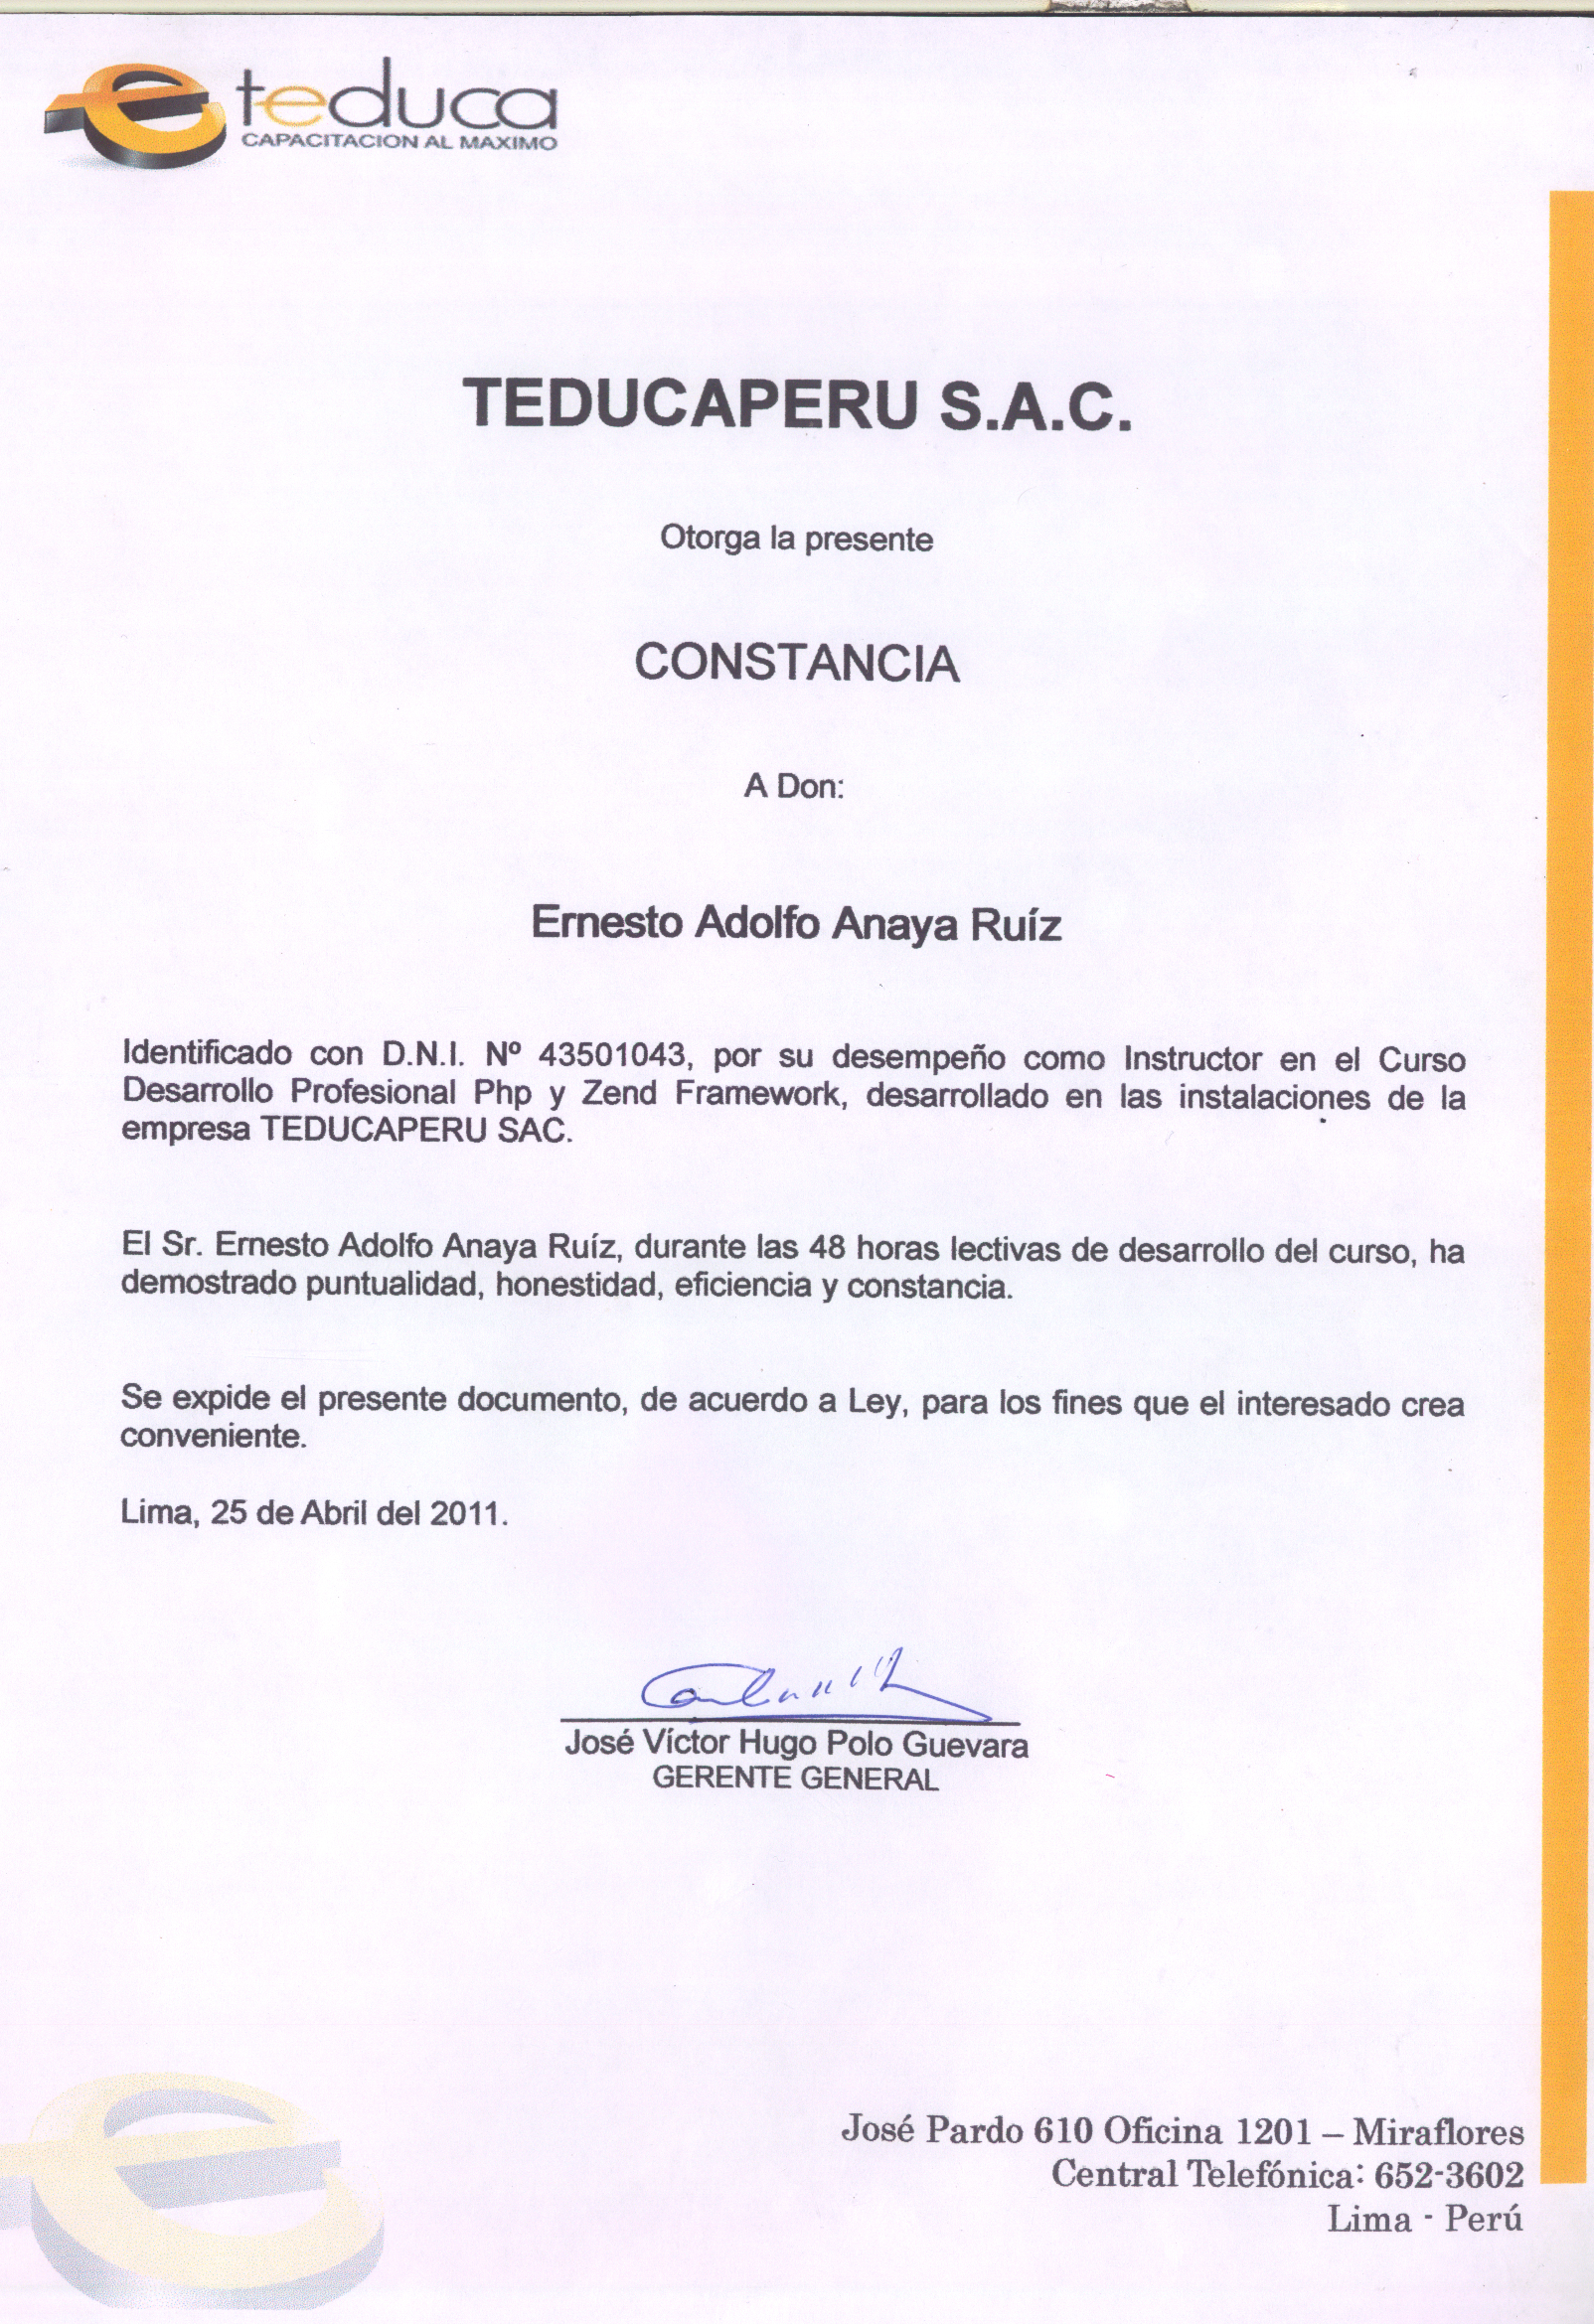 teduca
CAPACITACION AL MAXIMO
TEDUCAPERU S.A.C.
Otorga la presente
CONSTANCIA
A Don:
Ernesto Adolfo Anaya Ruíz
Identificado con D.N.I. Nº 43501043, por su desempeño como Instructor en el Curso
Desarrollo Profesional Php y Zend Framework, desarrollado en las instalaciones de la
empresa TEDUCAPERU SAC.
El Sr. Ernesto Adolfo Anaya Ruíz, durante las 48 horas lectivas de desarrollo del curso, ha
demostrado puntualidad, honestidad, eficiencia y constancia.
Se expide el presente documento, de acuerdo a Ley, para los fines que el interesado crea
conveniente.
Lima, 25 de Abril del 2011.
José Víctor Hugo Polo Guevara
GERENTE GENERAL
José Pardo 610 Oficina 1201 – Miraflores
Central Telefónica: 652-3602
Lima - Perú